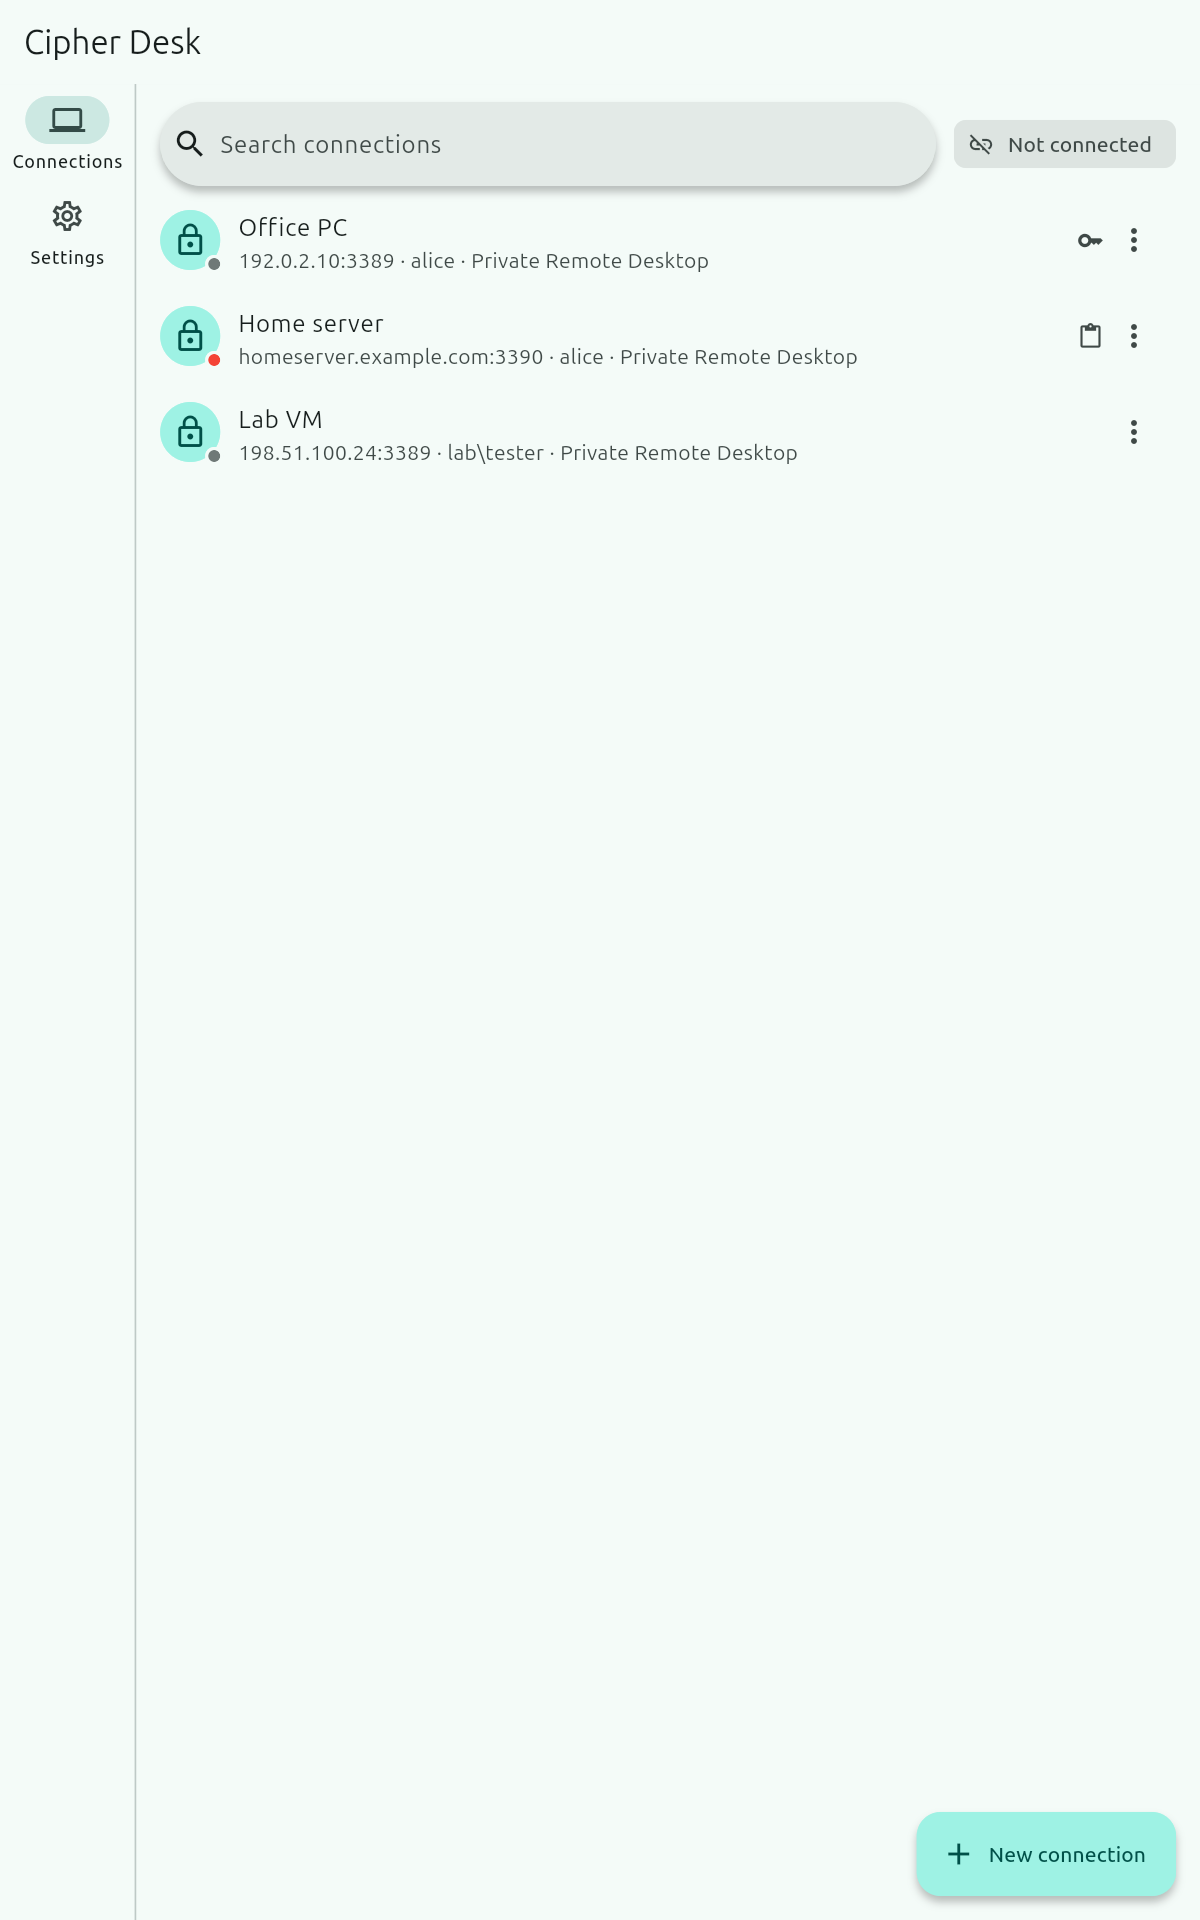 Cipher Desk
Connections
Settings
Search connections
Not connected
Office PC
192.0.2.10:3389 · alice · Private Remote Desktop
Home server
homeserver.example.com:3390 · alice · Private Remote Desktop
Lab VM
198.51.100.24:3389 · lab\tester · Private Remote Desktop
New connection